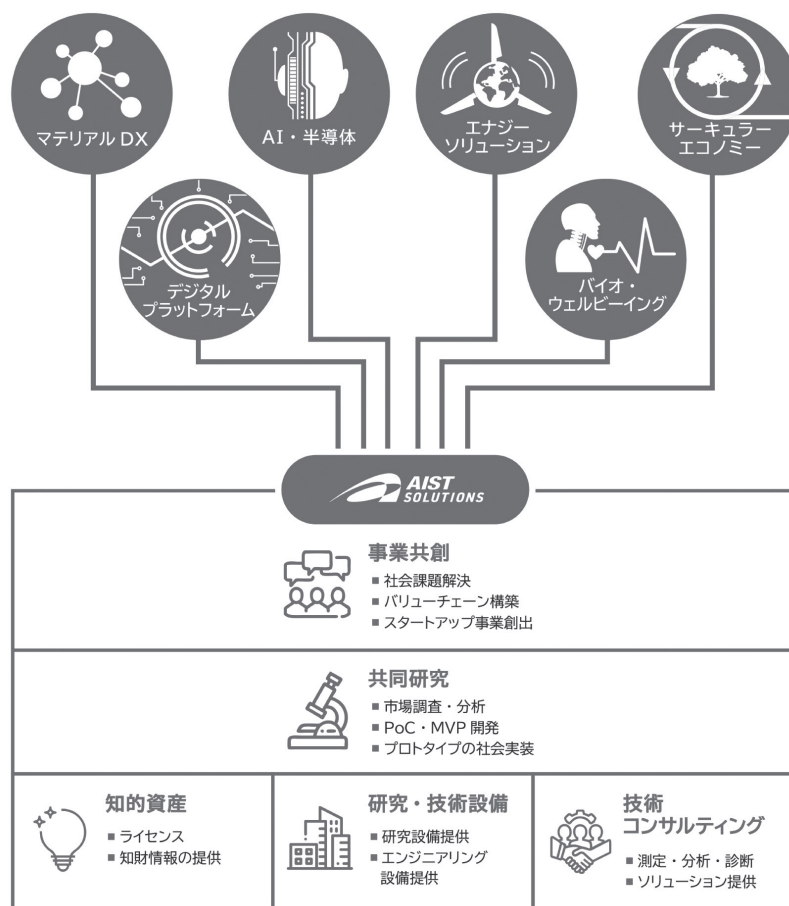 マテリアル DX
AI・半導体
エナジー
ソリューション
サーキュラー
エコノミー
デジタル
プラットフォーム
バイオ・
ウェルビーイング
AIST
SOLUTIONS
事業共創
■ 社会課題解決
■ バリューチェーン構築
■ スタートアップ事業創出
共同研究
■ 市場調査・分析
■ PoC・MVP 開発
■ プロトタイプの社会実装
知的資産
■ ライセンス
■ 知財情報の提供
研究・技術設備
■ 研究設備提供
■ エンジニアリング
設備提供
技術
コンサルティング
■ 測定・分析・診断
■ ソリューション提供